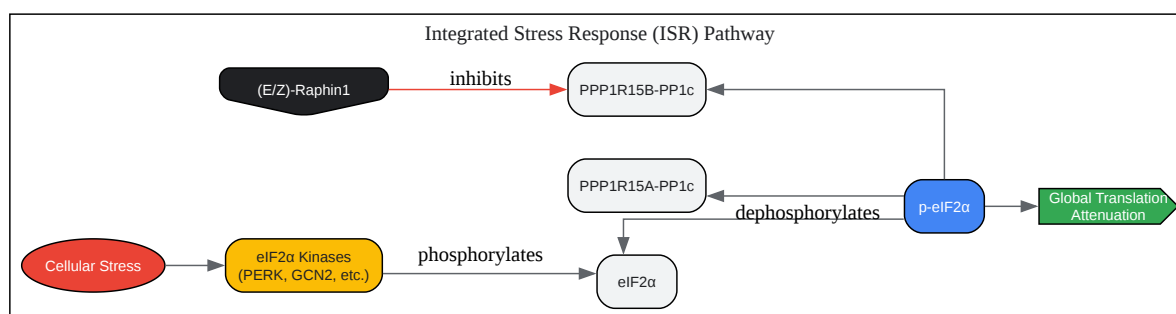 Integrated Stress Response (ISR) Pathway
(E/Z)-Raphin1
inhibits
PPP1R15B-PP1c
PPP1R15A-PP1c
p-eIF2α
Global Translation
Attenuation
dephosphorylates
Cellular Stress
eIF2α Kinases
(PERK, GCN2, etc.)
phosphorylates
eIF2α